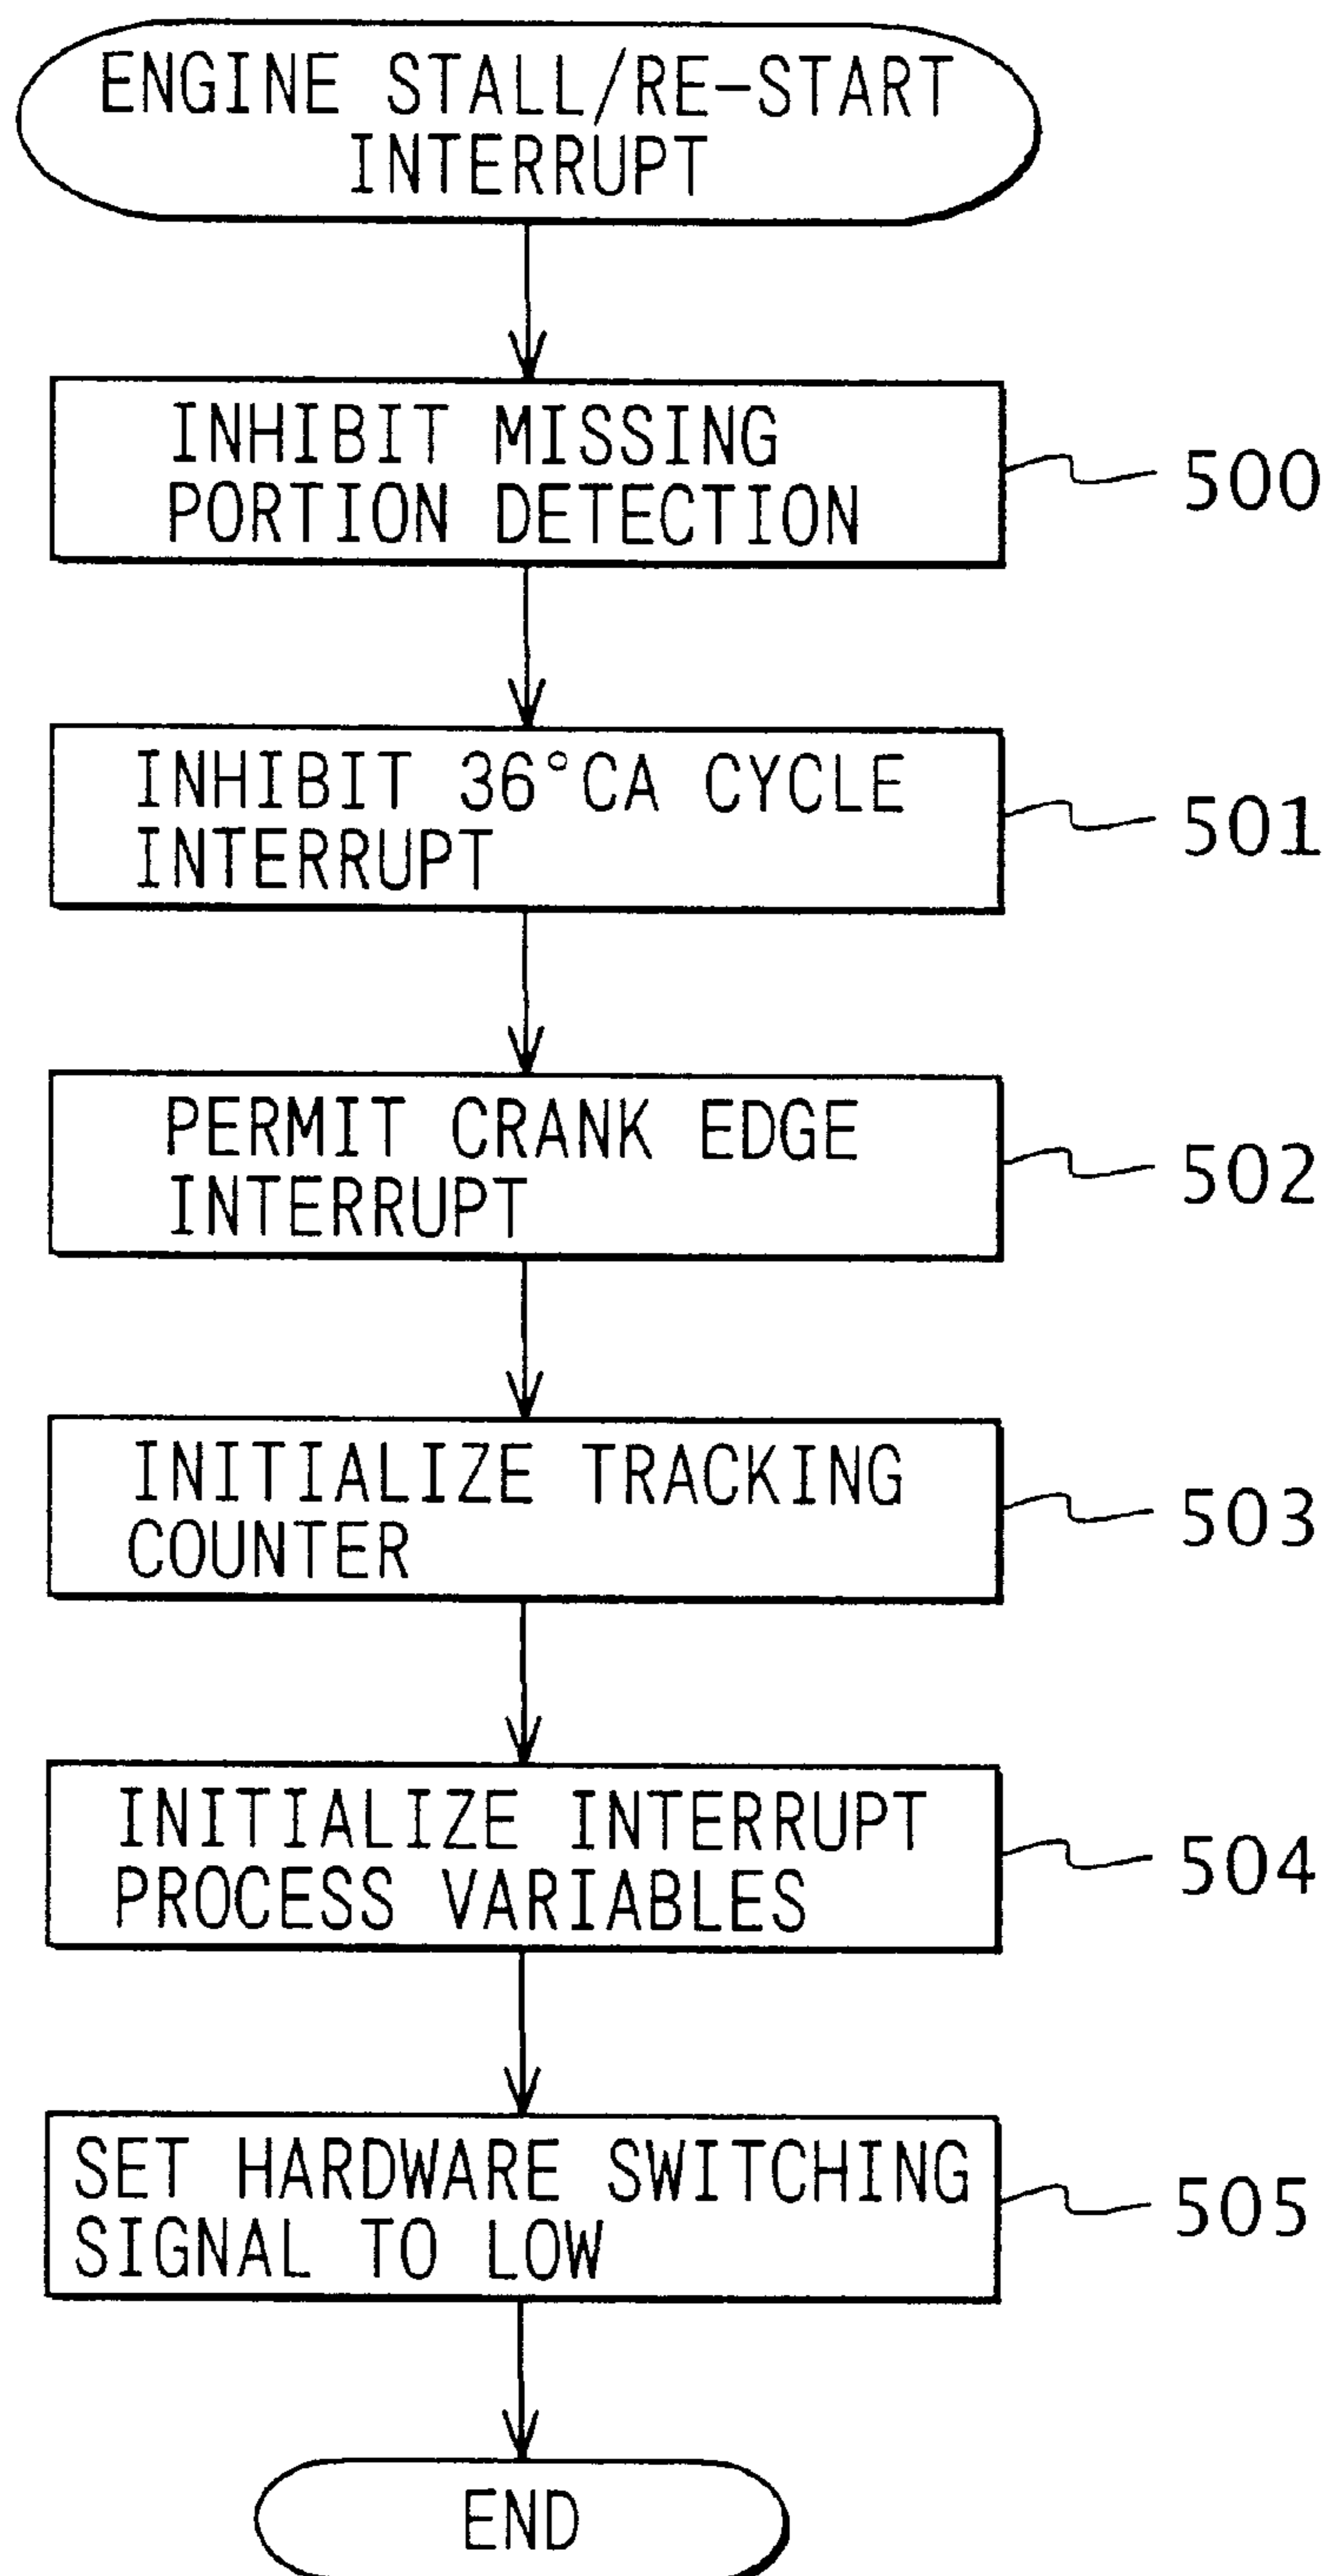 ENGINE STALL/RE-START
INTERRUPT
INHIBIT MISSING
PORTION DETECTION
500
INHIBIT 36°CA CYCLE
INTERRUPT
501
PERMIT CRANK EDGE
INTERRUPT
502
INITIALIZE TRACKING
COUNTER
503
INITIALIZE INTERRUPT
PROCESS VARIABLES
504
SET HARDWARE SWITCHING
SIGNAL TO LOW
505
END